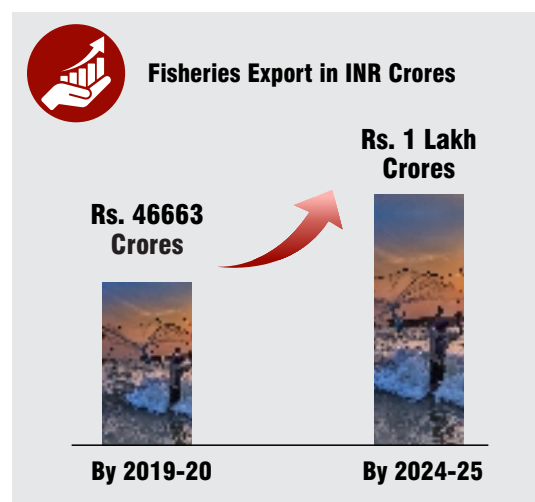 Fisheries Export in INR Crores
Rs. 1 Lakh
Crores
Rs. 46663
Crores
By 2019-20
By 2024-25